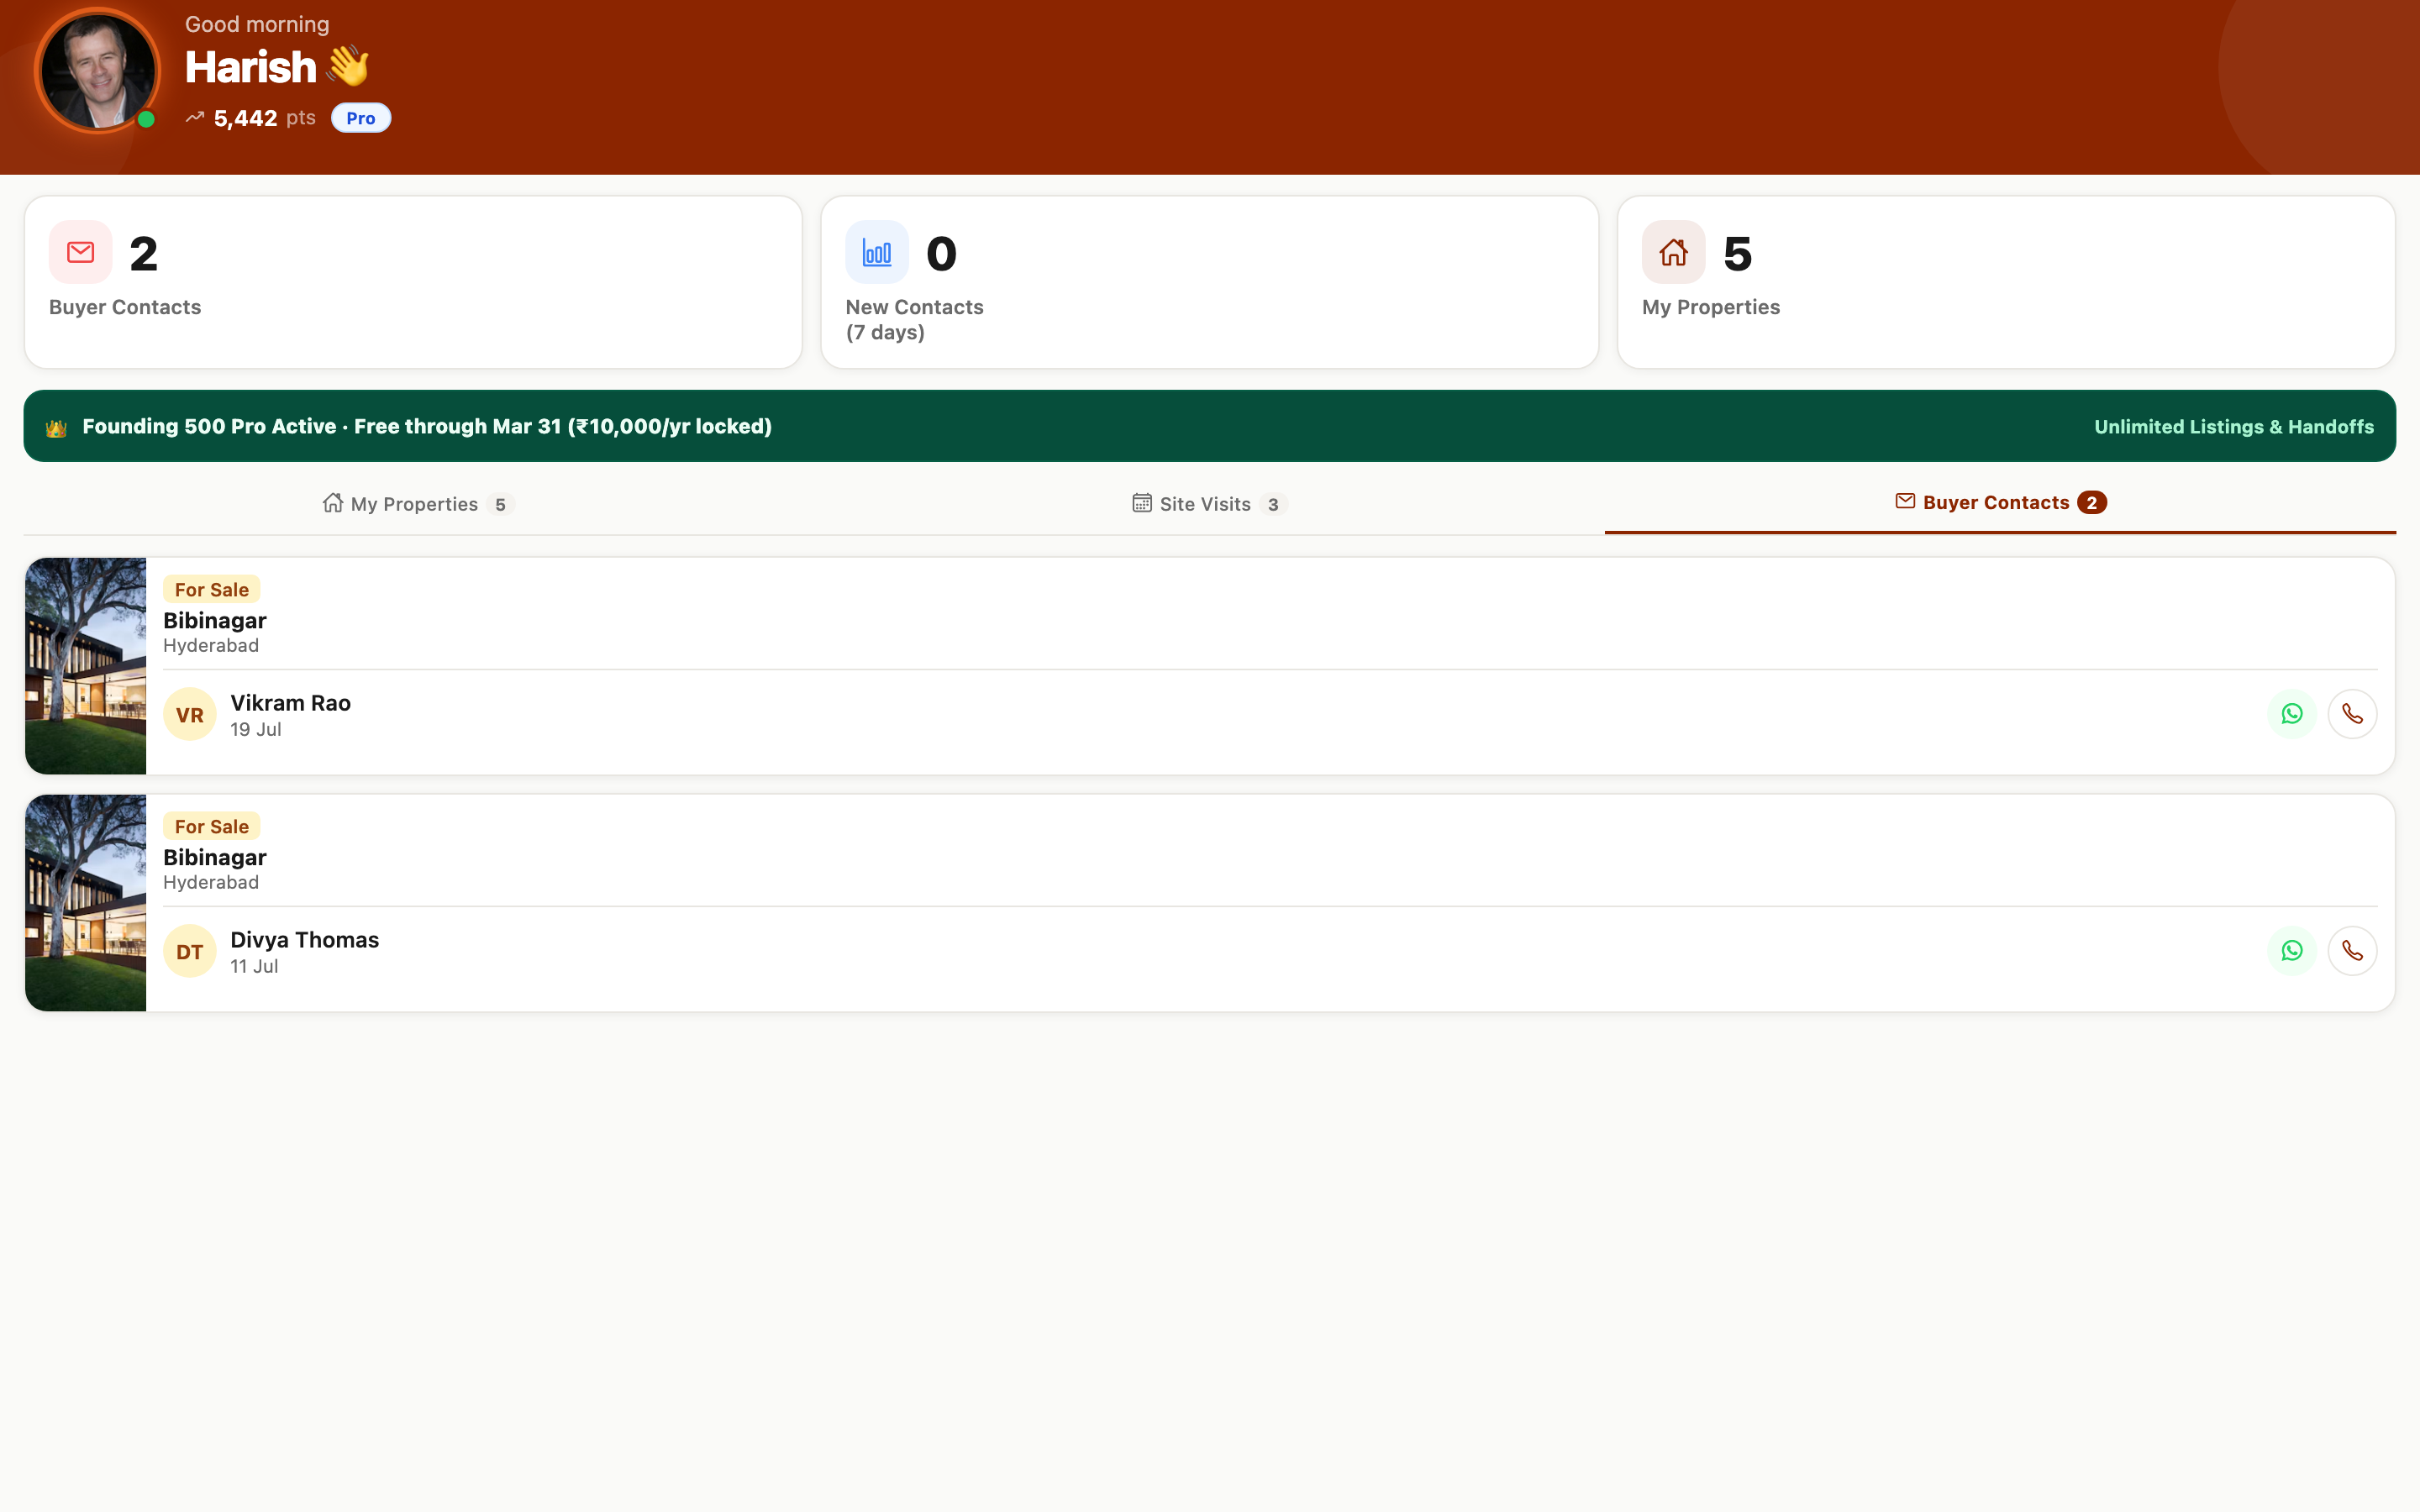 Good morning
Harish 👋
5,442 pts Pro
2
Buyer Contacts
0
New Contacts
(7 days)
5
My Properties
👑 Founding 500 Pro Active · Free through Mar 31 (₹10,000/yr locked)
Unlimited Listings & Handoffs
My Properties 5
Site Visits 3
Buyer Contacts 2
For Sale
Bibinagar
Hyderabad
VR
Vikram Rao
19 Jul
For Sale
Bibinagar
Hyderabad
DT
Divya Thomas
11 Jul